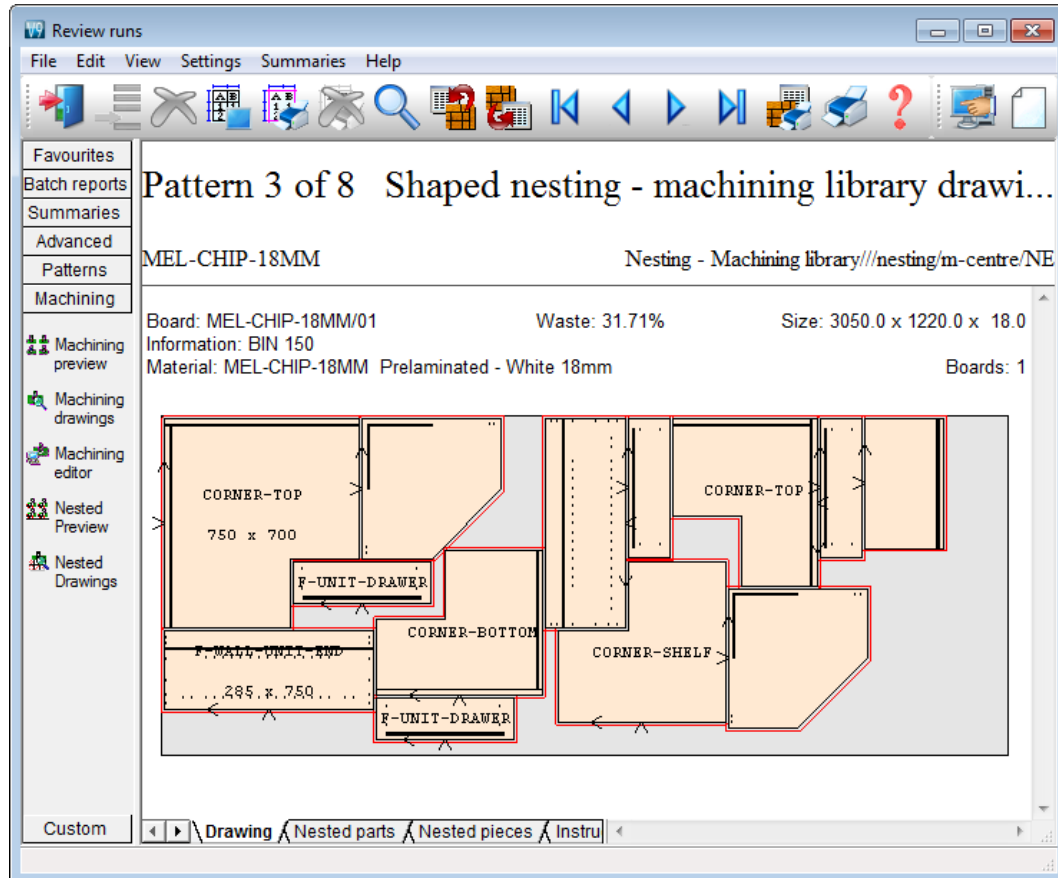 V9 Review runs
File Edit View Settings Summaries Help
Favourites
Batch reports
Summaries
Advanced
Patterns
Machining
Machining
preview
Machining
drawings
Machining
editor
Nested
Preview
Nested
Drawings
Custom
Pattern 3 of 8 Shaped nesting - machining library drawi...
MEL-CHIP-18MM Nesting - Machining library///nesting/m-centre/NE
Board: MEL-CHIP-18MM/01 Waste: 31.71% Size: 3050.0 x 1220.0 x 18.0
Information: BIN 150
Material: MEL-CHIP-18MM Prelaminated - White 18mm Boards: 1
CORNER-TOP
750 x 700
CORNER-TOP
F-UNIT-DRAWER
CORNER-BOTTOM
F-WALL-UNIT-END
285 x 750
CORNER-SHELF
F-UNIT-DRAWER
Drawing Nested parts Nested pieces Instru